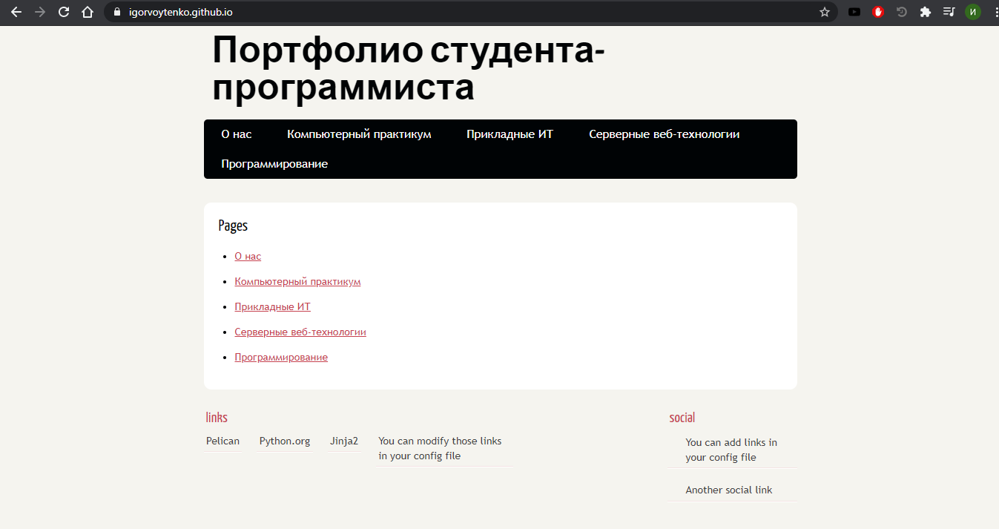 igorvoytenko.github.io
И
Портфолио студента-
программиста
О нас Компьютерный практикум Прикладные ИТ Серверные веб-технологии
Программирование
Pages
О нас
Компьютерный практикум
Прикладные ИТ
Серверные веб-технологии
Программирование
links
Pelican Python.org Jinja2 You can modify those links
in your config file
social
You can add links in
your config file
Another social link